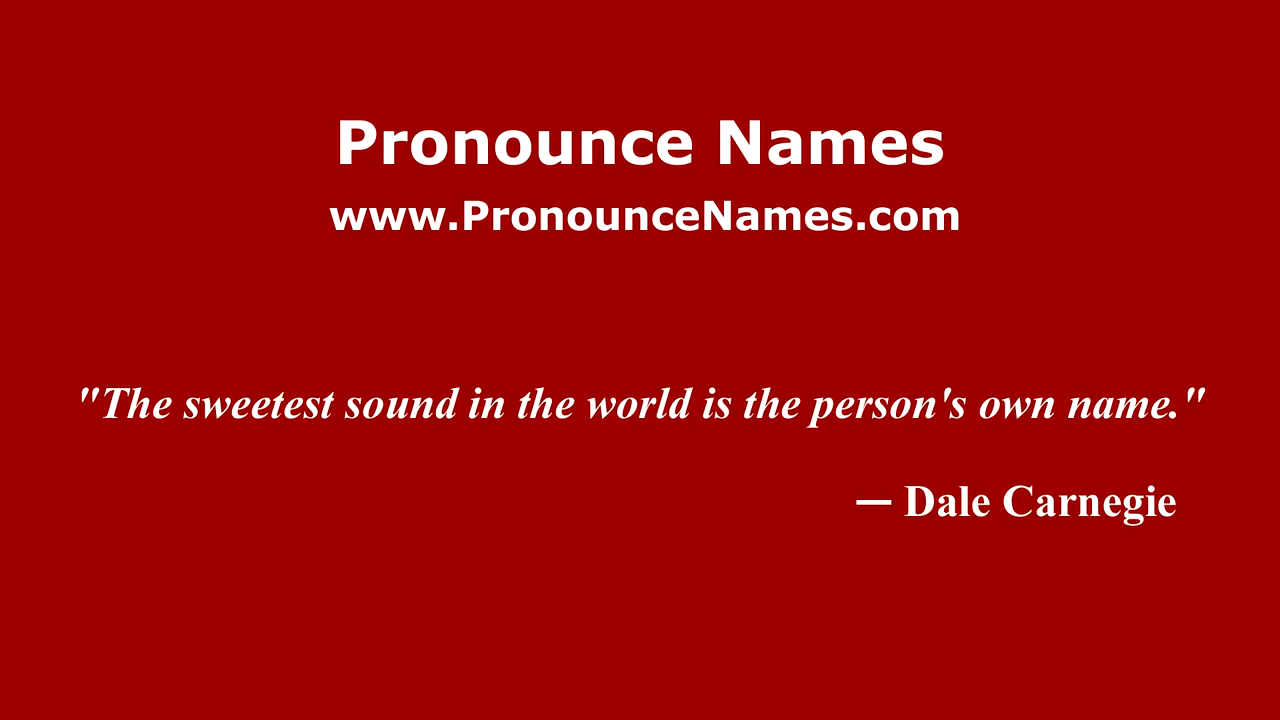 Pronounce Names
www.PronounceNames.com
"The sweetest sound in the world is the person's own name."
— Dale Carnegie